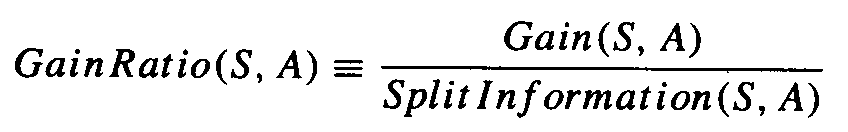 GainRatio(S, A) ≡ Gain(S, A) / SplitInformation(S, A)